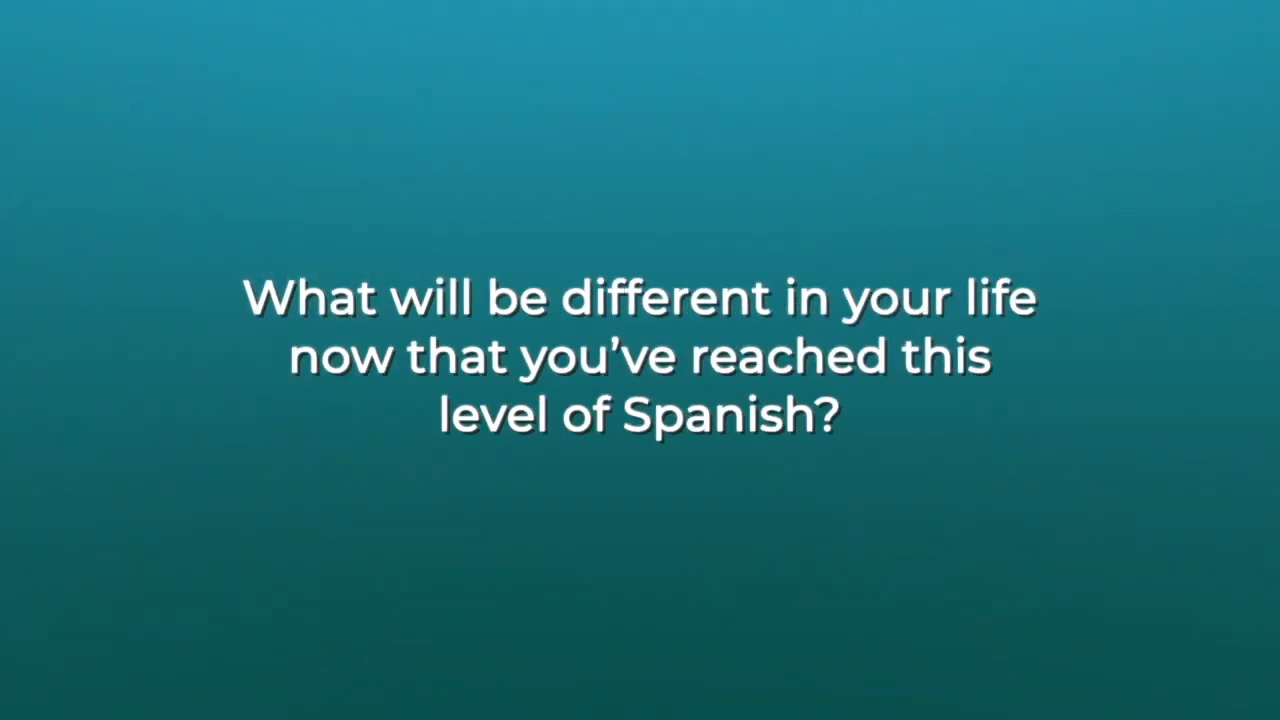 What will be different in your life
now that you’ve reached this
level of Spanish?